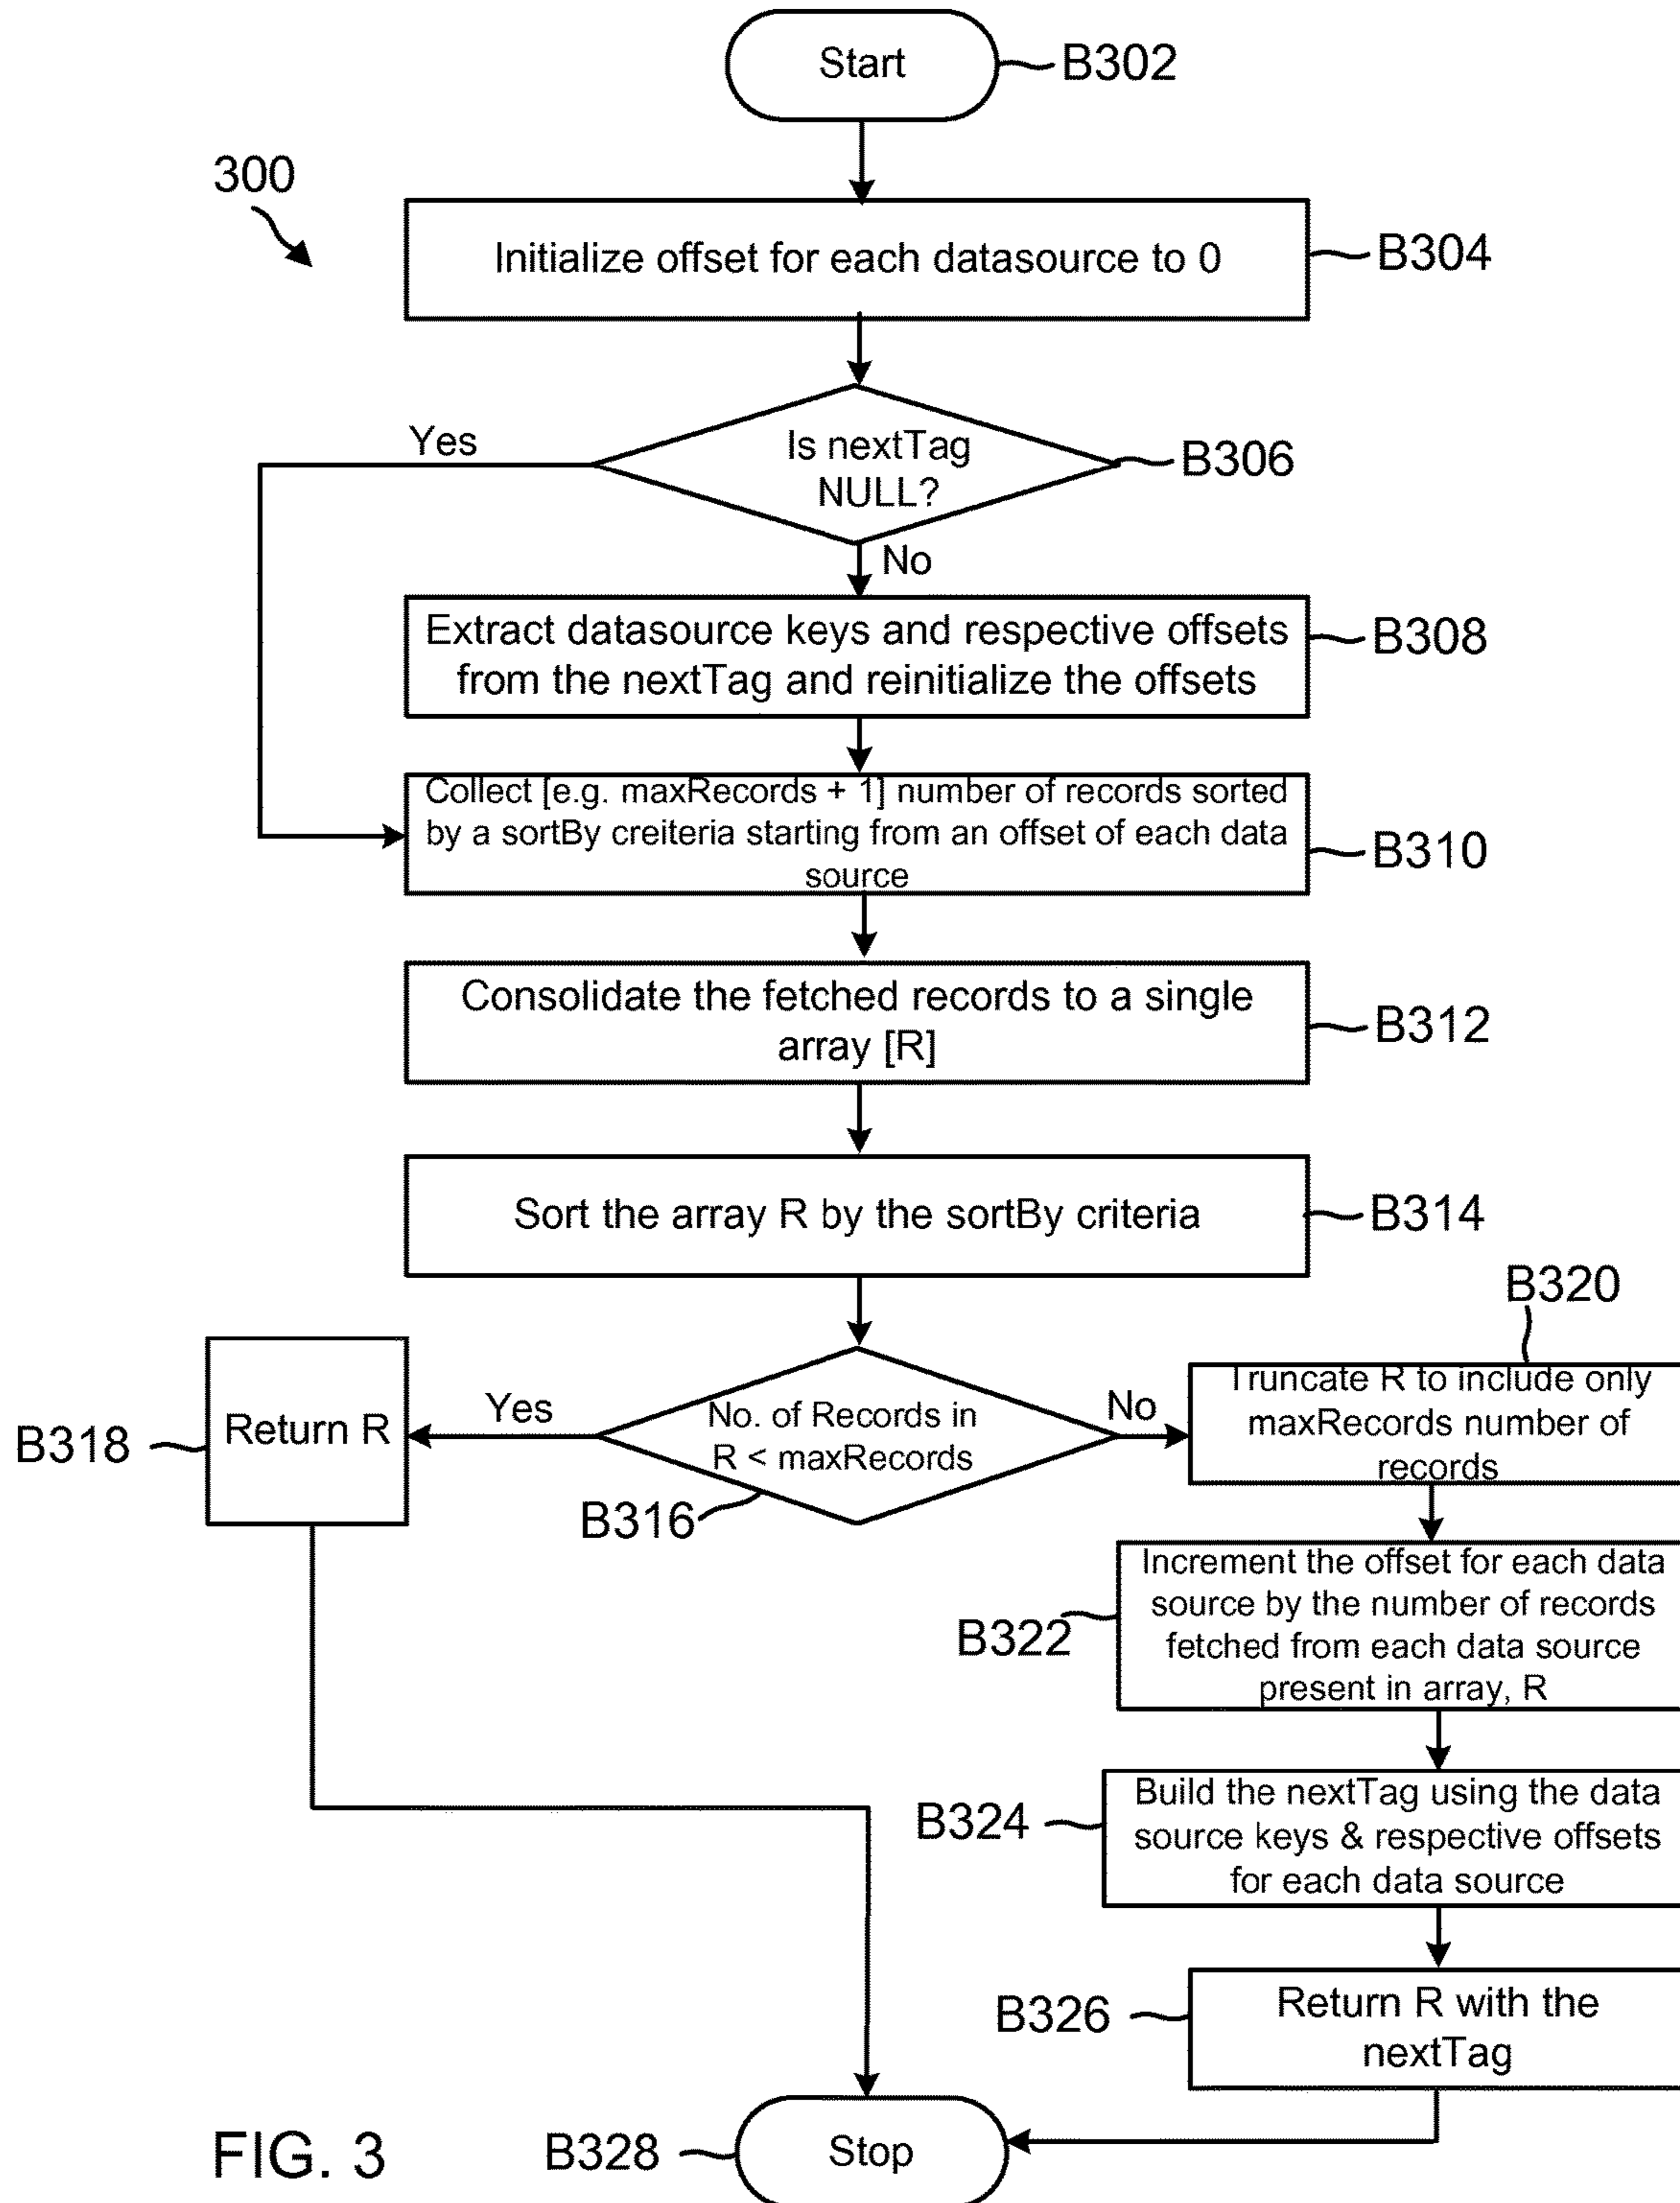 Start
B302
300
Initialize offset for each datasource to 0
B304
Yes
Is nextTag
NULL?
B306
No
Extract datasource keys and respective offsets
from the nextTag and reinitialize the offsets
B308
Collect [e.g. maxRecords + 1] number of records sorted
by a sortBy creiteria starting from an offset of each data
source
B310
Consolidate the fetched records to a single
array [R]
B312
Sort the array R by the sortBy criteria
B314
B320
Return R
B318
Yes
No. of Records in
R < maxRecords
B316
No
Truncate R to include only
maxRecords number of
records
Increment the offset for each data
source by the number of records
fetched from each data source
present in array, R
B322
Build the nextTag using the data
source keys & respective offsets
for each data source
B324
Return R with the
nextTag
B326
Stop
B328
FIG. 3